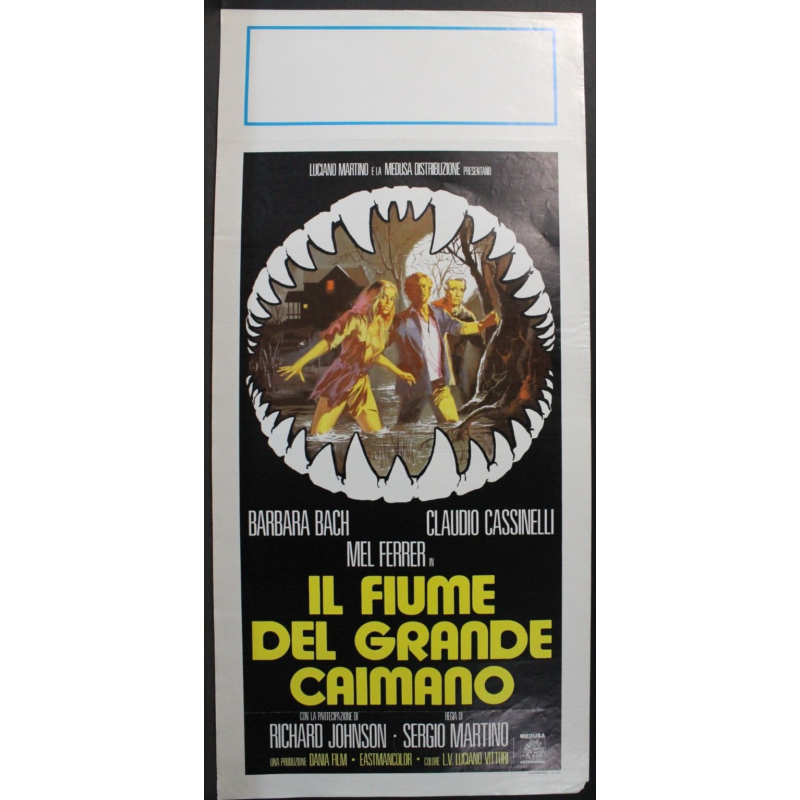 LUCIANO MARTINO E LA MEDUSA DISTRIBUZIONE PRESENTANO
BARBARA BACH CLAUDIO CASSINELLI
MEL FERRER IN
IL FIUME
DEL GRANDE
CAIMANO
CON LA PARTECIPAZIONE DI REGIA DI
RICHARD JOHNSON · SERGIO MARTINO
UNA PRODUZIONE DANIA FILM · EASTMANCOLOR · COLORE L.V. LUCIANO VITTORI
MEDUSA